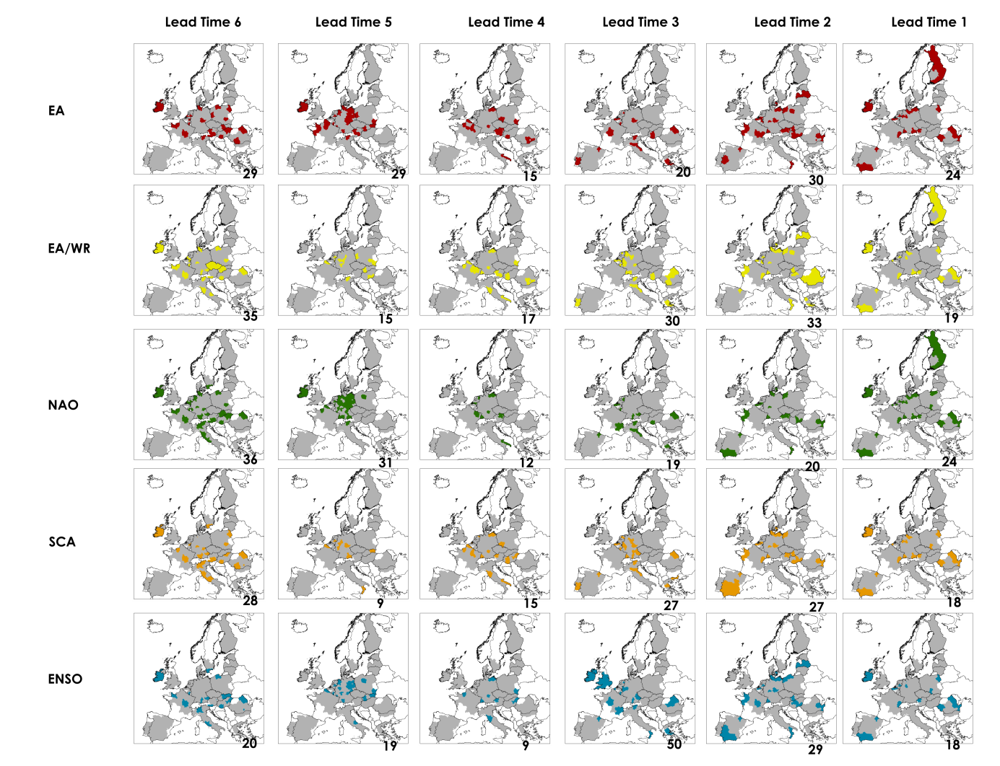 Lead Time 6 Lead Time 5 Lead Time 4 Lead Time 3 Lead Time 2 Lead Time 1
EA
29 29 15 20 30 24
EA/WR
35 15 17 30 33 19
NAO
36 31 12 19 20 24
SCA
28 9 15 27 27 18
ENSO
20 19 9 50 29 18